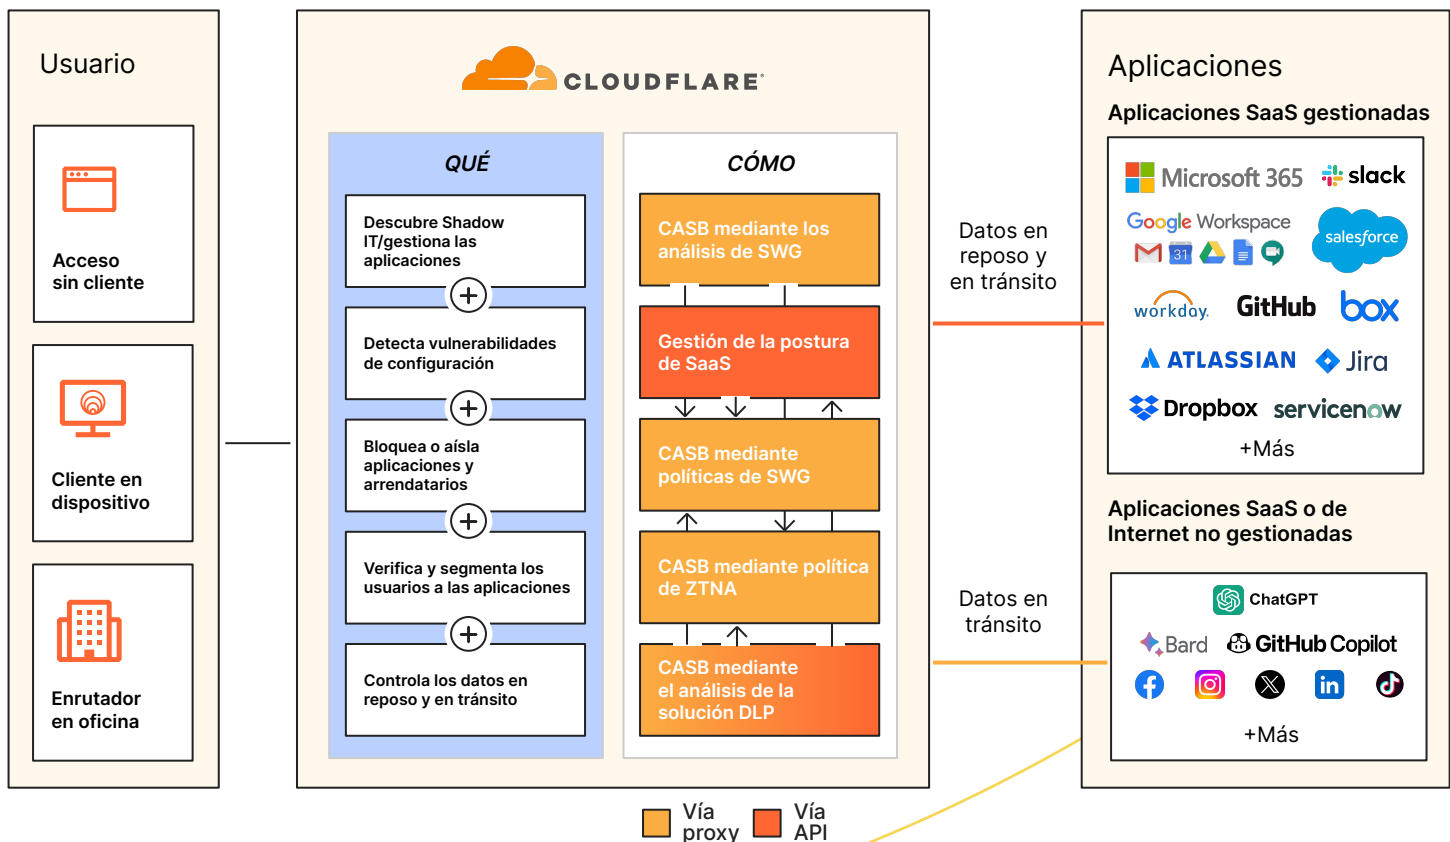 Usuario
Acceso
sin cliente
Cliente en
dispositivo
Enrutador
en oficina
CLOUDFLARE
QUÉ
Descubre Shadow
IT/gestiona las
aplicaciones
Detecta vulnerabilidades
de configuración
Bloquea o aísla
aplicaciones y
arrendatarios
Verifica y segmenta los
usuarios a las aplicaciones
Controla los datos en
reposo y en tránsito
CÓMO
CASB mediante los
análisis de SWG
Gestión de la postura
de SaaS
CASB mediante
políticas de SWG
CASB mediante política
de ZTNA
CASB mediante
el análisis de la
solución DLP
Vía
proxy
Vía
API
Datos en
reposo y
en tránsito
Datos en
tránsito
Aplicaciones
Aplicaciones SaaS gestionadas
Microsoft 365 slack
Google Workspace
31
salesforce
workday. GitHub box
ATLASSIAN Jira
Dropbox servicenow
+Más
Aplicaciones SaaS o de
Internet no gestionadas
ChatGPT
Bard GitHub Copilot
in
+Más